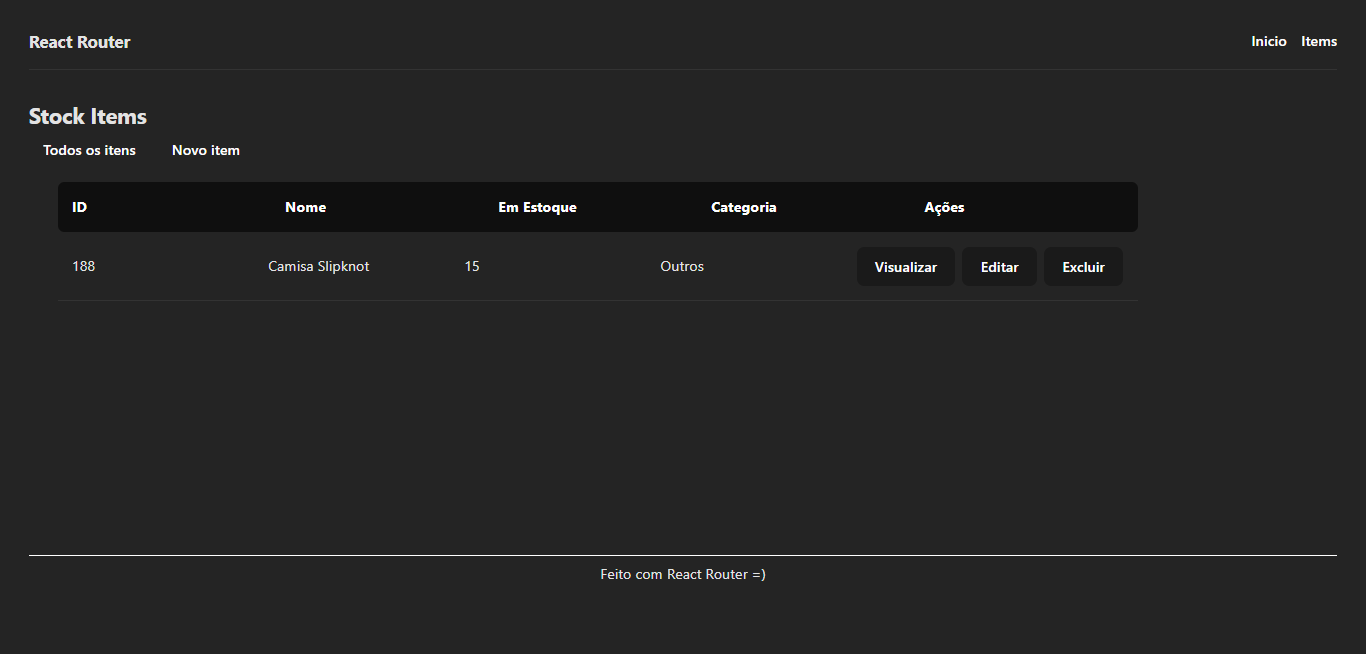 React Router
Inicio Items
Stock Items
Todos os itens Novo item
ID Nome Em Estoque Categoria Ações
188 Camisa Slipknot 15 Outros Visualizar Editar Excluir
Feito com React Router =)